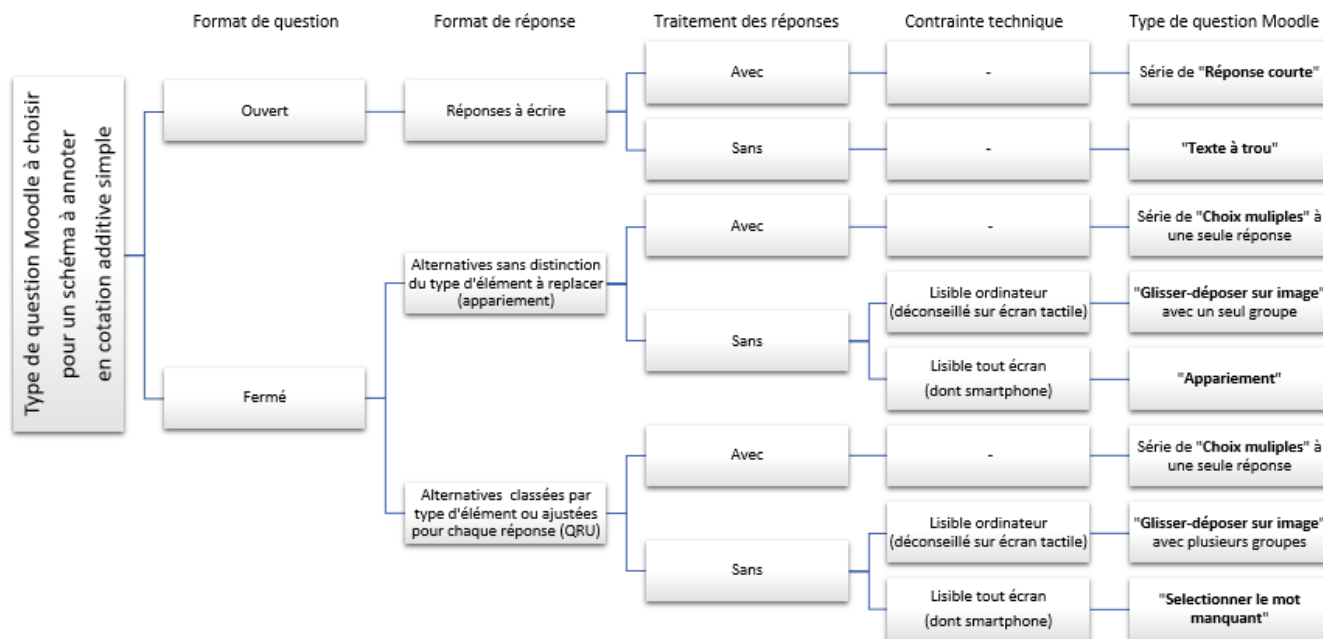 Format de question
Format de réponse
Traitement des réponses
Contrainte technique
Type de question Moodle
Type de question Moodle à choisir
pour un schéma à annoter
en cotation additive simple
Ouvert
Réponses à écrire
Avec
-
Série de "Réponse courte"
Sans
-
"Texte à trou"
Fermé
Alternatives sans distinction
du type d'élément à replacer
(appariement)
Avec
-
Série de "Choix muliples" à
une seule réponse
Sans
Lisible ordinateur
(déconseillé sur écran tactile)
"Glisser-déposer sur image"
avec un seul groupe
Lisible tout écran
(dont smartphone)
"Appariement"
Alternatives classées par
type d'élément ou ajustées
pour chaque réponse (QRU)
Avec
-
Série de "Choix muliples" à
une seule réponse
Sans
Lisible ordinateur
(déconseillé sur écran tactile)
"Glisser-déposer sur image"
avec plusieurs groupes
Lisible tout écran
(dont smartphone)
"Selectionner le mot
manquant"